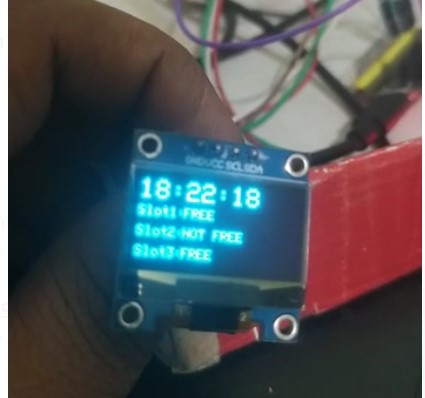 GND VCC SCL SDA
18:22:18
Slot1:FREE
Slot2:NOT FREE
Slot3:FREE